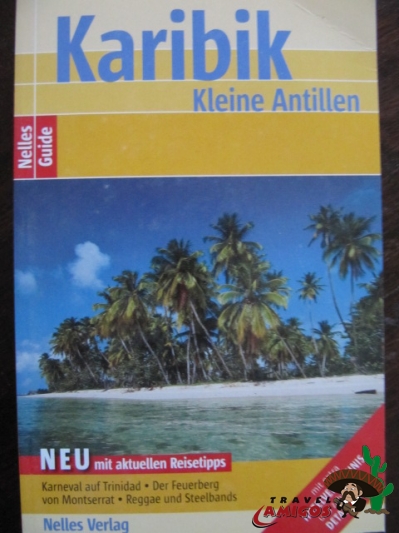 Karibik
Kleine Antillen
Nelles
Guide
NEU mit aktuellen Reisetipps
Karneval auf Trinidad • Der Feuerberg
von Montserrat • Reggae und Steelbands
Nelles Verlag
TRAVEL
AMIGOS